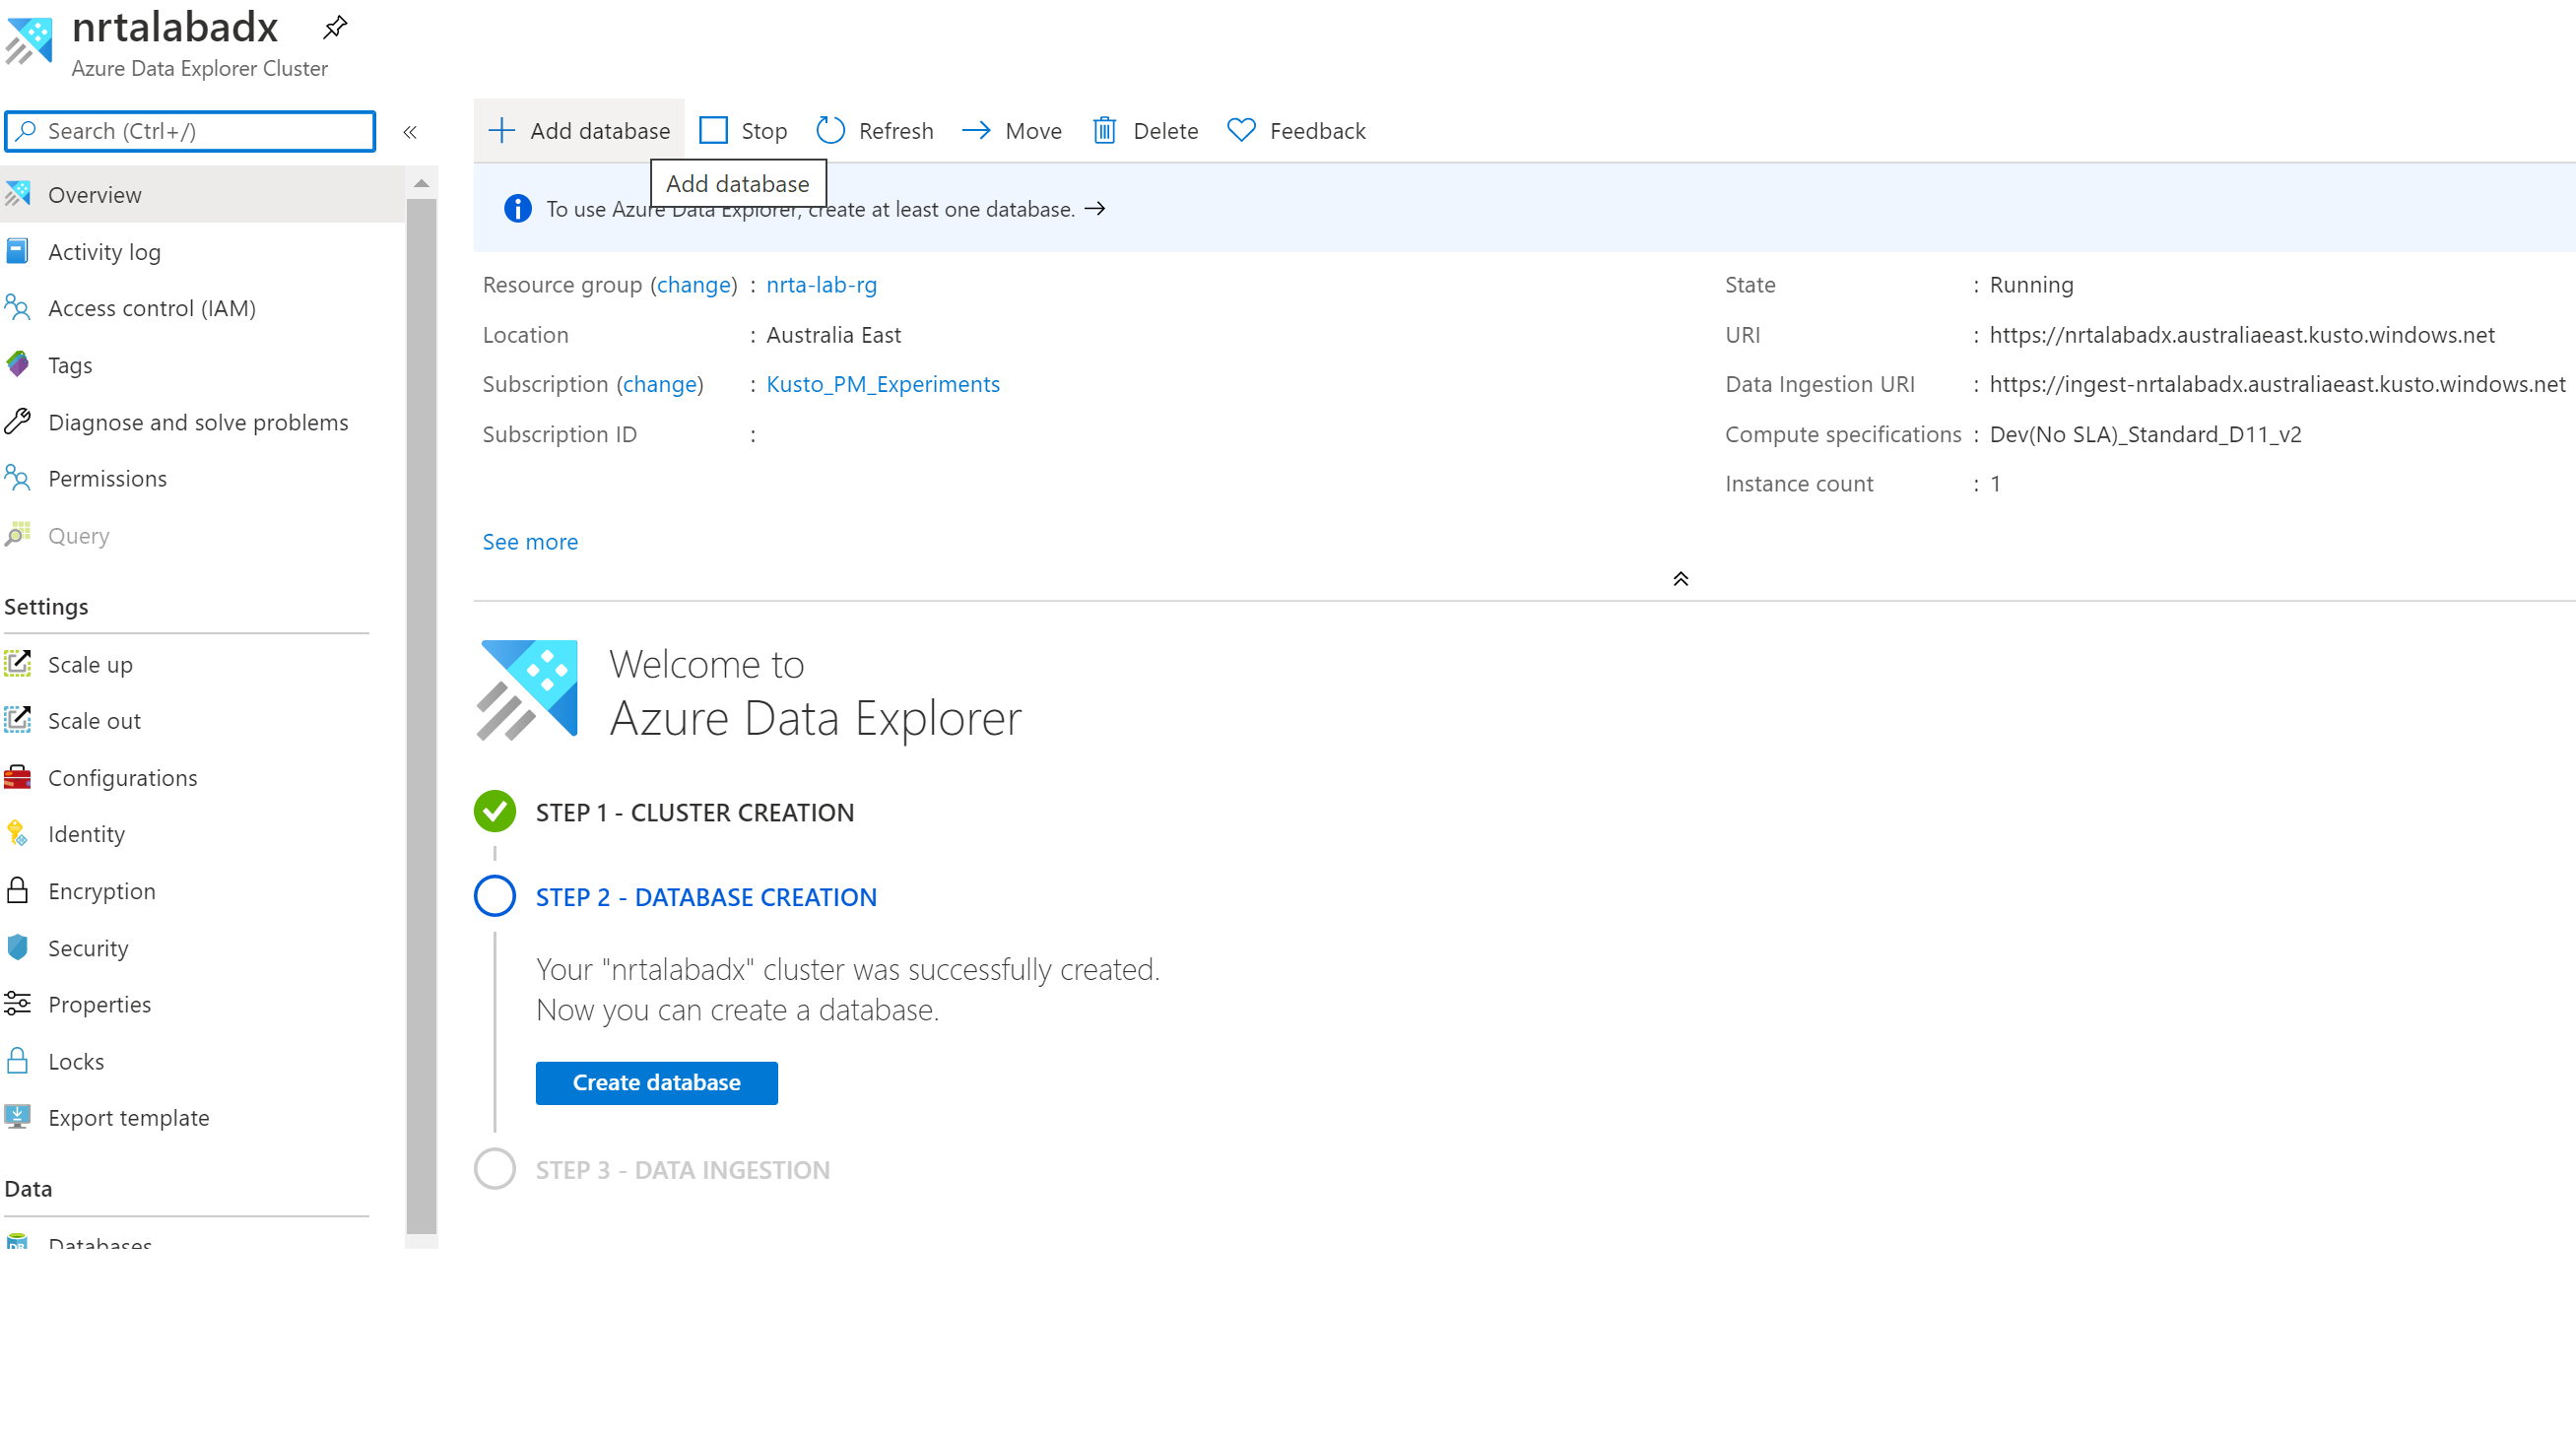 nrtalabadx
Azure Data Explorer Cluster
Search (Ctrl+/)
Overview
Activity log
Access control (IAM)
Tags
Diagnose and solve problems
Permissions
Query
Settings
Scale up
Scale out
Configurations
Identity
Encryption
Security
Properties
Locks
Export template
Data
Databases
Add database Stop Refresh Move Delete Feedback
Add database
To use Azure Data Explorer, create at least one database.
Resource group (change) : nrta-lab-rg
Location : Australia East
Subscription (change) : Kusto_PM_Experiments
Subscription ID :
See more
State : Running
URI : https://nrtalabadx.australiaeast.kusto.windows.net
Data Ingestion URI : https://ingest-nrtalabadx.australiaeast.kusto.windows.net
Compute specifications : Dev(No SLA)_Standard_D11_v2
Instance count : 1
Welcome to
Azure Data Explorer
STEP 1 - CLUSTER CREATION
STEP 2 - DATABASE CREATION
Your "nrtalabadx" cluster was successfully created.
Now you can create a database.
Create database
STEP 3 - DATA INGESTION